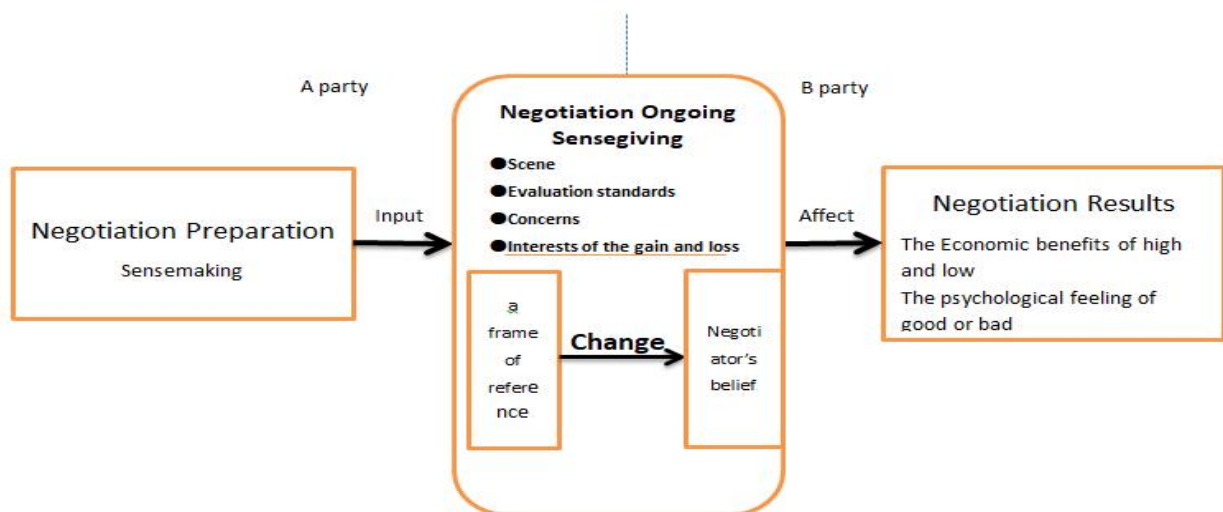 A party
B party
Negotiation Preparation
Sensemaking
Input
Negotiation Ongoing
Sensegiving
●Scene
●Evaluation standards
●Concerns
●Interests of the gain and loss
a
frame
of
refere
nce
Change
Negoti
ator's
belief
Affect
Negotiation Results
The Economic benefits of high
and low
The psychological feeling of
good or bad